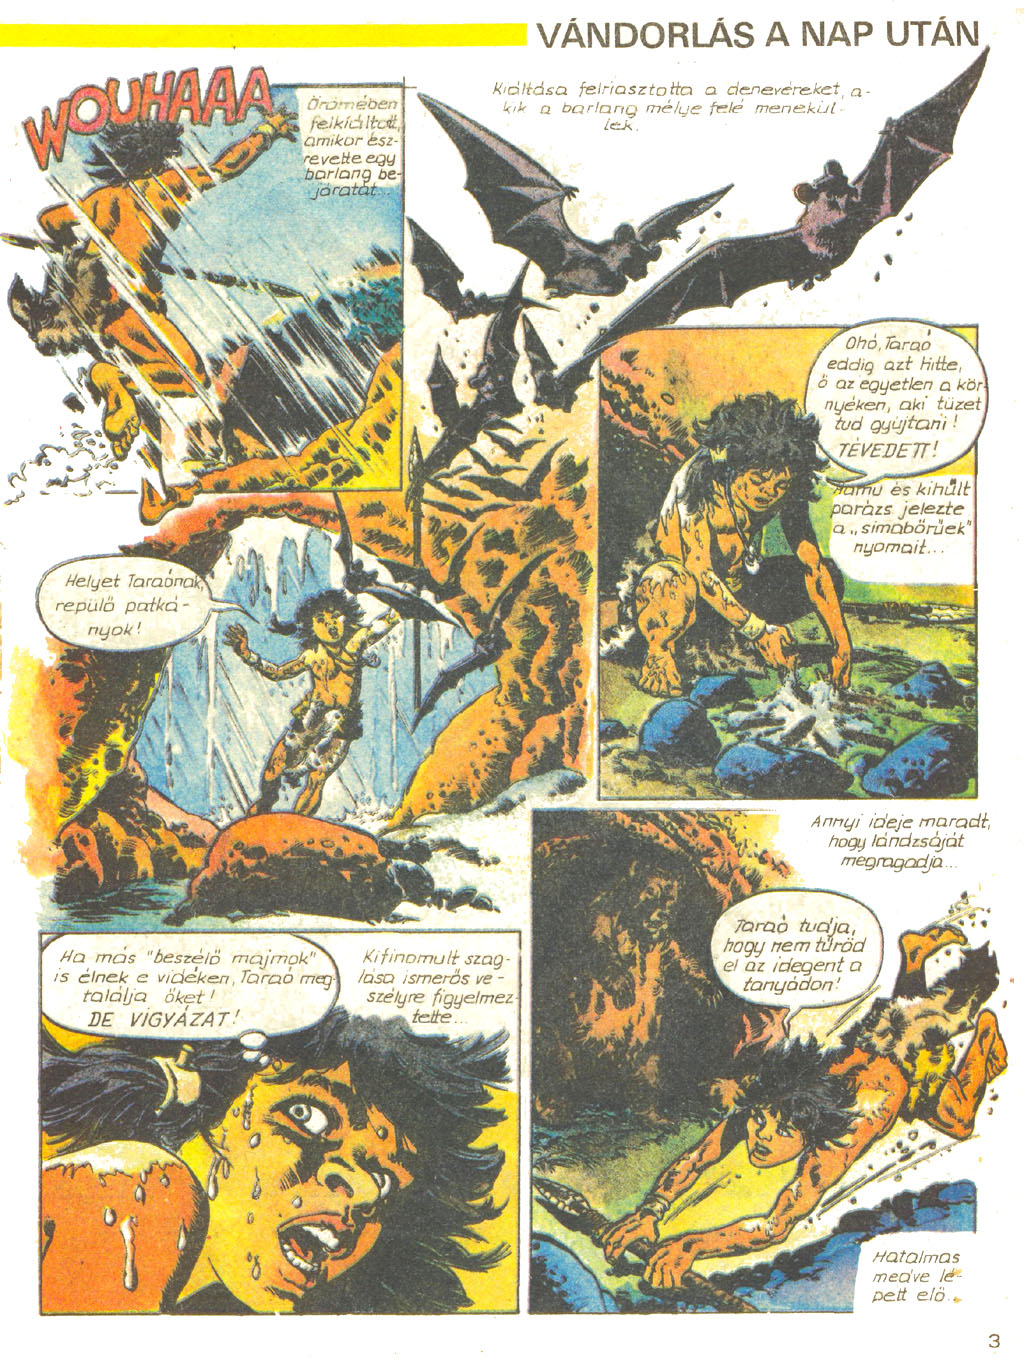 VÁNDORLÁS A NAP UTÁN
WOUHAAA
Örömében
felkiáltott,
amikor ész-
revette egy
barlang be-
járatát...
Kiáltása felriasztotta a denevéreket, a-
kik a barlang mélye felé menekül-
tek.
Helyet Taraónak,
repülő patká-
nyok!
Ohó, Taraó
eddig azt hitte,
ő az egyetlen a kör-
nyéken, aki tüzet
tud gyújtani!
TÉVEDETT!
Hamu és kihűlt
parázs jelezte
a „simabőrűek"
nyomait...
Ha más "beszélő majmok"
is élnek e vidéken, Taraó meg-
találja őket!
DE VIGYÁZAT!
Kifinomult szag-
lása ismerős ve-
szélyre figyelmez-
tette...
Annyi ideje maradt,
hogy lándzsáját
megragadja...
Taraó tudja,
hogy nem tűröd
el az idegent a
tanyádon!
Hatalmas
medve lé-
pett elő...
3